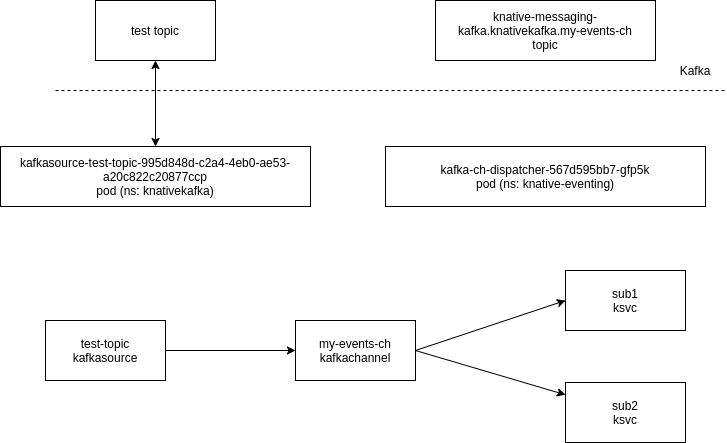 test topic
knative-messaging-
kafka.knativekafka.my-events-ch
topic
Kafka
kafkasource-test-topic-995d848d-c2a4-4eb0-ae53-
a20c822c20877ccp
pod (ns: knativekafka)
kafka-ch-dispatcher-567d595bb7-gfp5k
pod (ns: knative-eventing)
sub1
ksvc
test-topic
kafkasource
my-events-ch
kafkachannel
sub2
ksvc